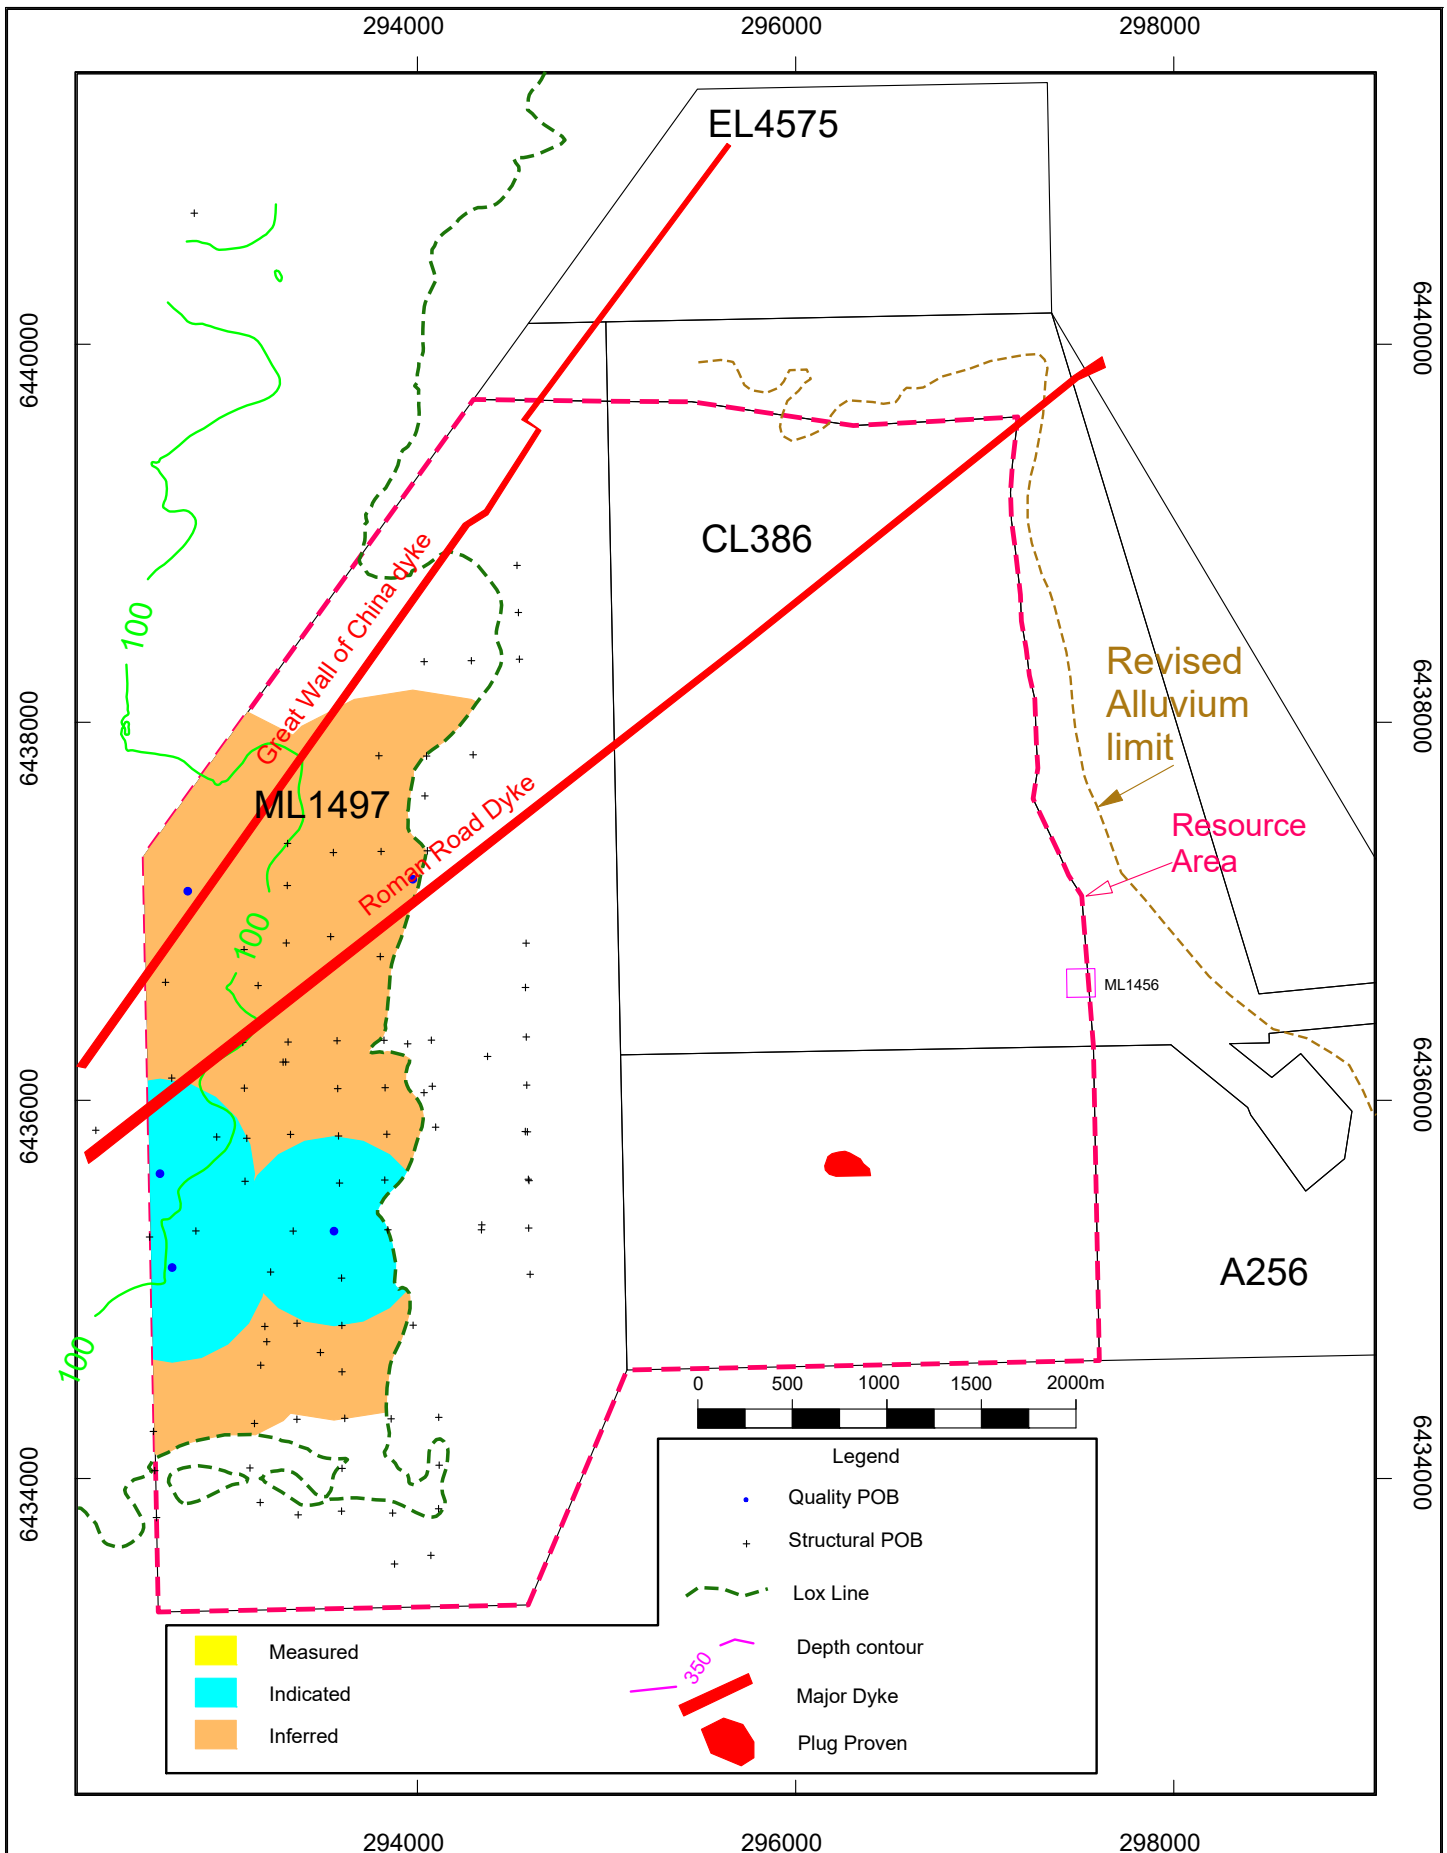 294000
296000
298000
EL4575
6440000
6440000
CL386
100
Great Wall of China dyke
Revised
Alluvium
limit
6438000
6438000
ML1497
Roman Road Dyke
Resource
Area
100
ML1456
6436000
6436000
A256
100
0 500 1000 1500 2000m
6434000
6434000
Legend
Quality POB
Structural POB
Lox Line
350
Depth contour
Major Dyke
Plug Proven
Measured
Indicated
Inferred
294000
296000
298000